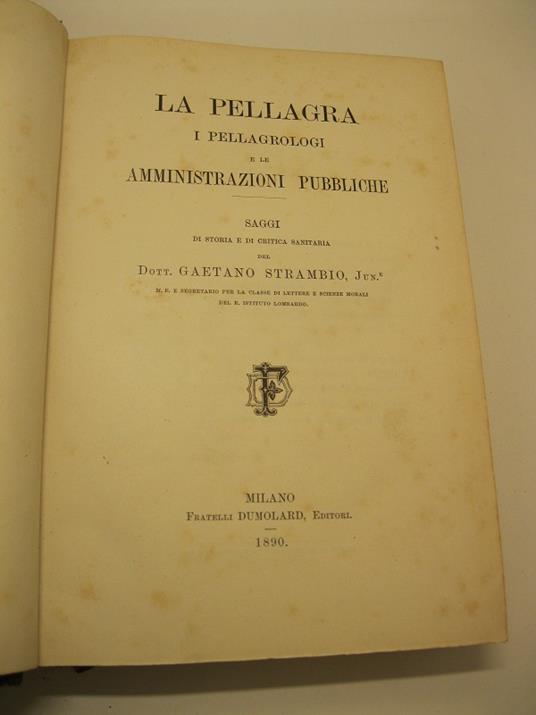 LA PELLAGRA
I PELLAGROLOGI
E LE
AMMINISTRAZIONI PUBBLICHE
SAGGI
DI STORIA E DI CRITICA SANITARIA
DEL
DOTT. GAETANO STRAMBIO, JUN.E
M. E. E SEGRETARIO PER LA CLASSE DI LETTERE E SCIENZE MORALI
DEL R. ISTITUTO LOMBARDO.
MILANO
FRATELLI DUMOLARD, EDITORI.
1890.